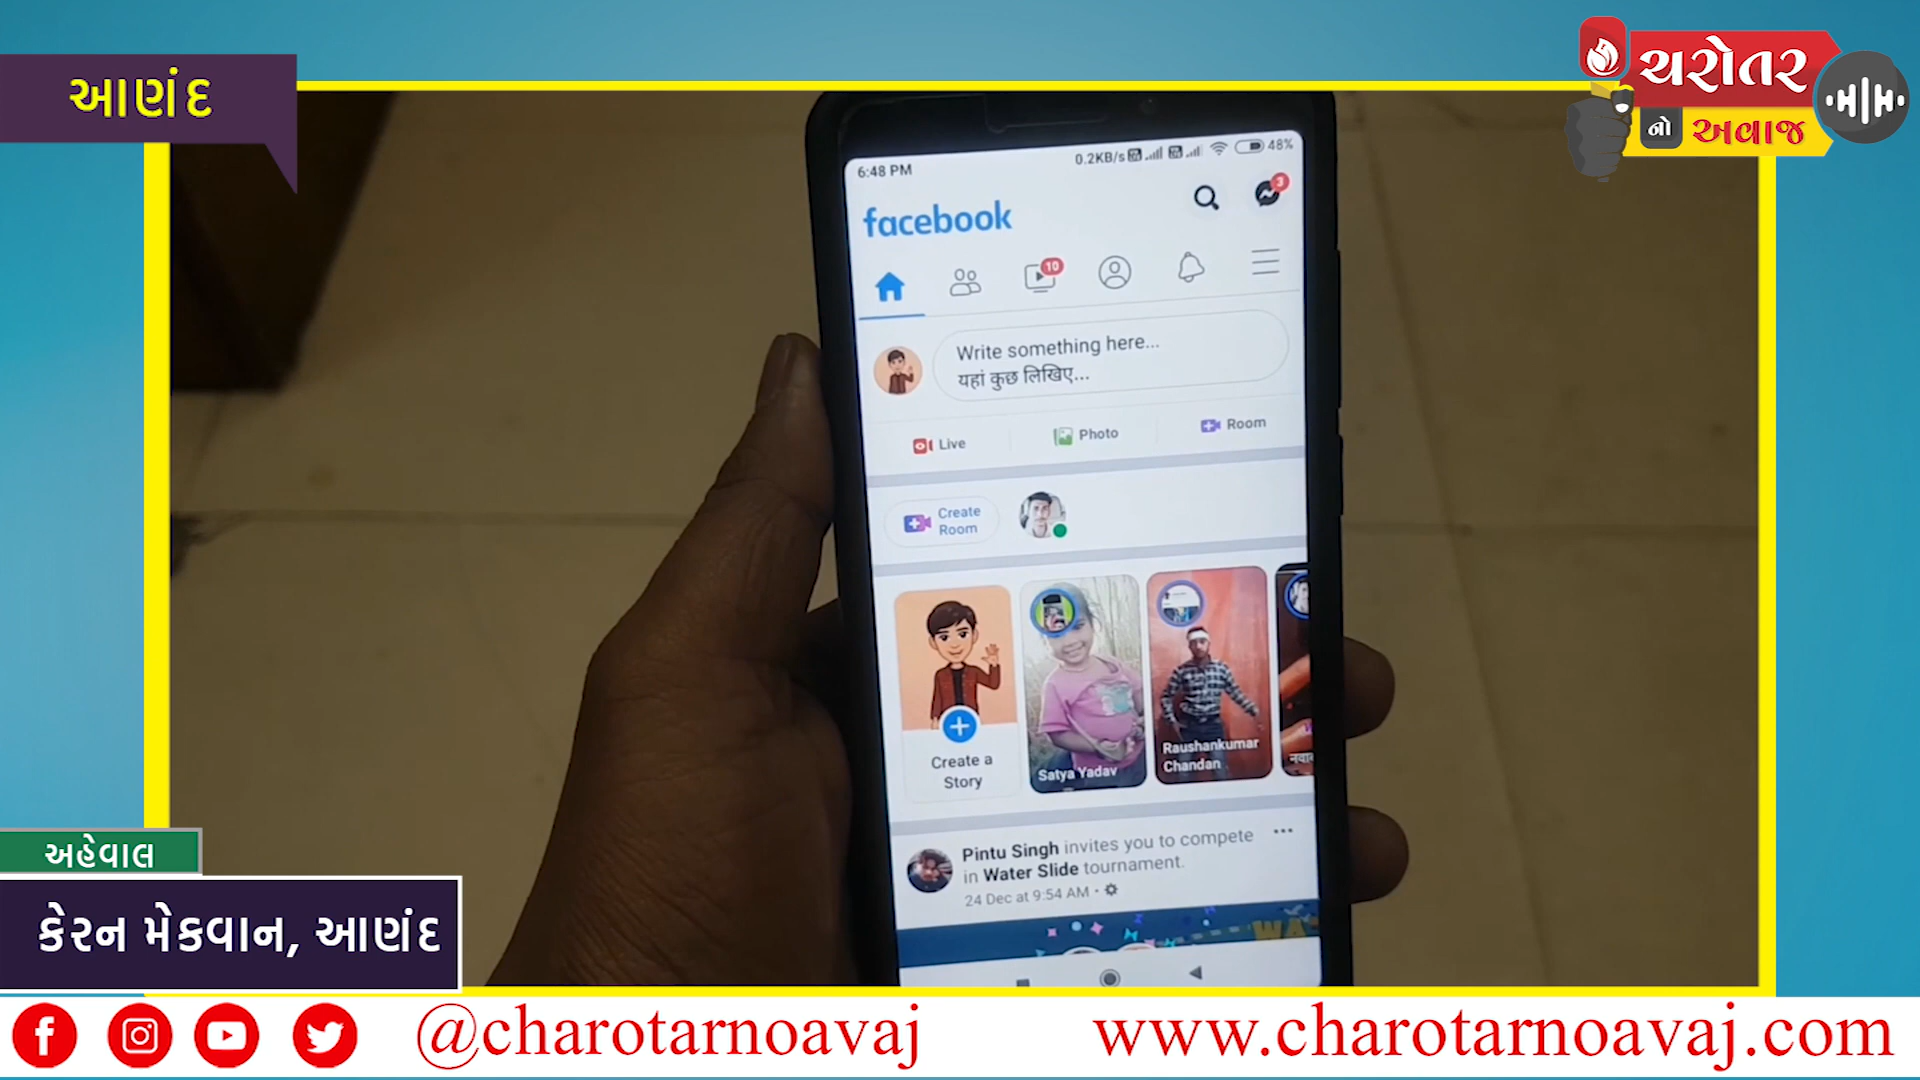 આણંદ
ચરોતર
નો અવાજ
6:48 PM
0.2KB/s
48%
facebook
3
10
Write something here...
यहां कुछ लिखिए...
Live
Photo
Room
Create
Room
Create a
Story
Satya Yadav
Raushankumar
Chandan
Pintu Singh invites you to compete
in Water Slide tournament.
24 Dec at 9:54 AM
અહેવાલ
કેરન મેકવાન, આણંદ
@charotarnoavaj
www.charotarnoavaj.com